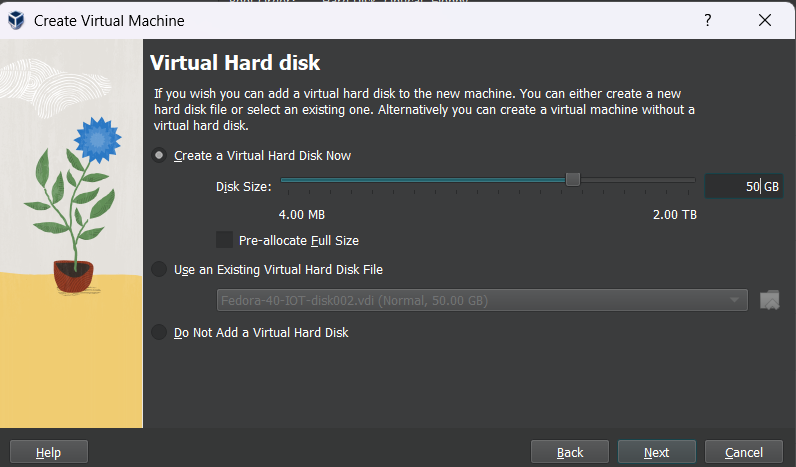 Create Virtual Machine
?
Virtual Hard disk
If you wish you can add a virtual hard disk to the new machine. You can either create a new
hard disk file or select an existing one. Alternatively you can create a virtual machine without a
virtual hard disk.
Create a Virtual Hard Disk Now
Disk Size:
50 GB
4.00 MB
2.00 TB
Pre-allocate Full Size
Use an Existing Virtual Hard Disk File
Fedora-40-IOT-disk002.vdl (Normal, 50.00 GB)
Do Not Add a Virtual Hard Disk
Help
Back
Next
Cancel